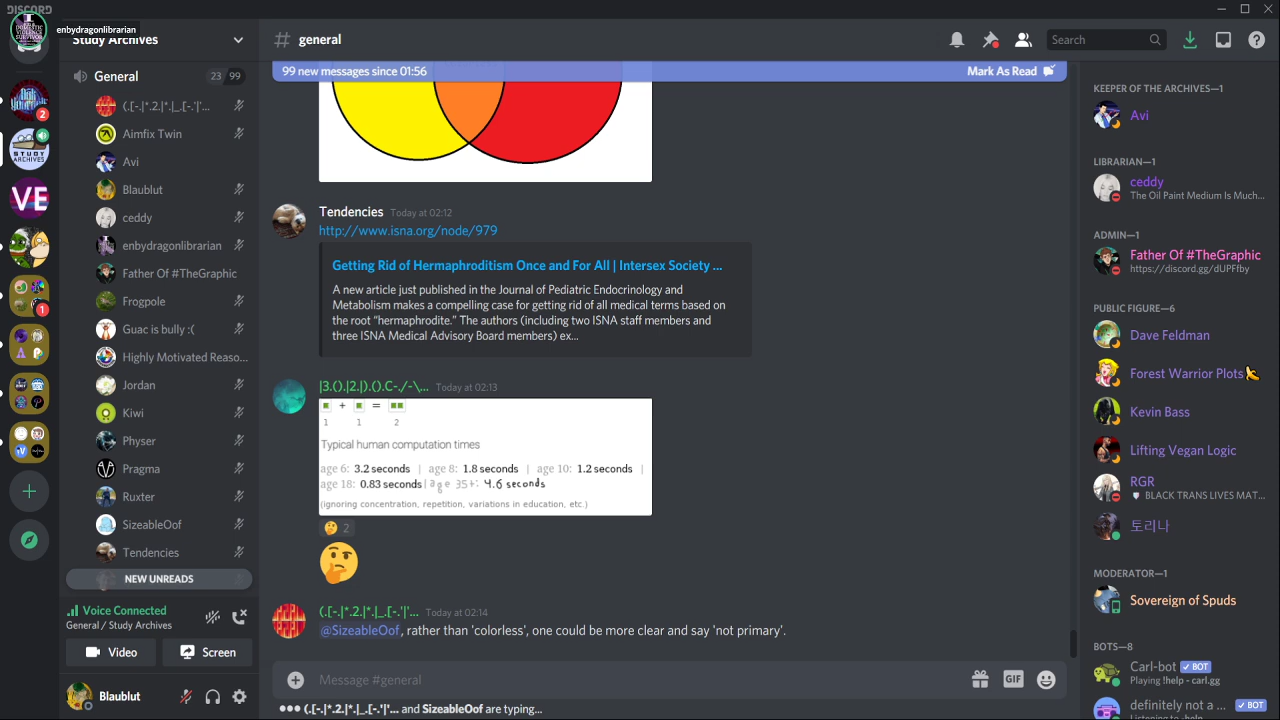 DISCORD
enbydragonlibrarian
Study Archives
General
23 99
(.[-.|*.2.|*.|_.[-.'|'...
Aimfix Twin
Avi
Blaublut
ceddy
enbydragonlibrarian
Father Of #TheGraphic
Frogpole
Guac is bully :(
Highly Motivated Reaso...
Jordan
Kiwi
Physer
Pragma
Ruxter
SizeableOof
Tendencies
NEW UNREADS
Voice Connected
General / Study Archives
Video
Screen
Blaublut
2
VE
STUDY
ARCHIVES
1
# general
Search
99 new messages since 01:56
Mark As Read
Tendencies Today at 02:12
http://www.isna.org/node/979
Getting Rid of Hermaphroditism Once and For All | Intersex Society ...
A new article just published in the Journal of Pediatric Endocrinology and
Metabolism makes a compelling case for getting rid of all medical terms based on
the root “hermaphrodite.” The authors (including two ISNA staff members and
three ISNA Medical Advisory Board members) ex...
|3.().|2.|).().C-./-\... Today at 02:13
+ =
1 1 2
Typical human computation times
age 6: 3.2 seconds | age 8: 1.8 seconds | age 10: 1.2 seconds |
age 18: 0.83 seconds | age 35+: 4.6 seconds
(ignoring concentration, repetition, variations in education, etc.)
2
(.[-.|*.2.|*.|_.[-.'|'... Today at 02:14
@SizeableOof, rather than 'colorless', one could be more clear and say 'not primary'.
Message #general
GIF
(.[-.|*.2.|*.|_.[-.'|'... and SizeableOof are typing...
KEEPER OF THE ARCHIVES—1
Avi
LIBRARIAN—1
ceddy
The Oil Paint Medium Is Much...
ADMIN—1
Father Of #TheGraphic
https://discord.gg/dUPFfby
PUBLIC FIGURE—6
Dave Feldman
Forest Warrior Plots
Kevin Bass
Lifting Vegan Logic
RGR
BLACK TRANS LIVES MAT...
토리나
MODERATOR—1
Sovereign of Spuds
BOTS—8
Carl-bot BOT
Playing !help - carl.gg
definitely not a ... BOT
Listening to -help